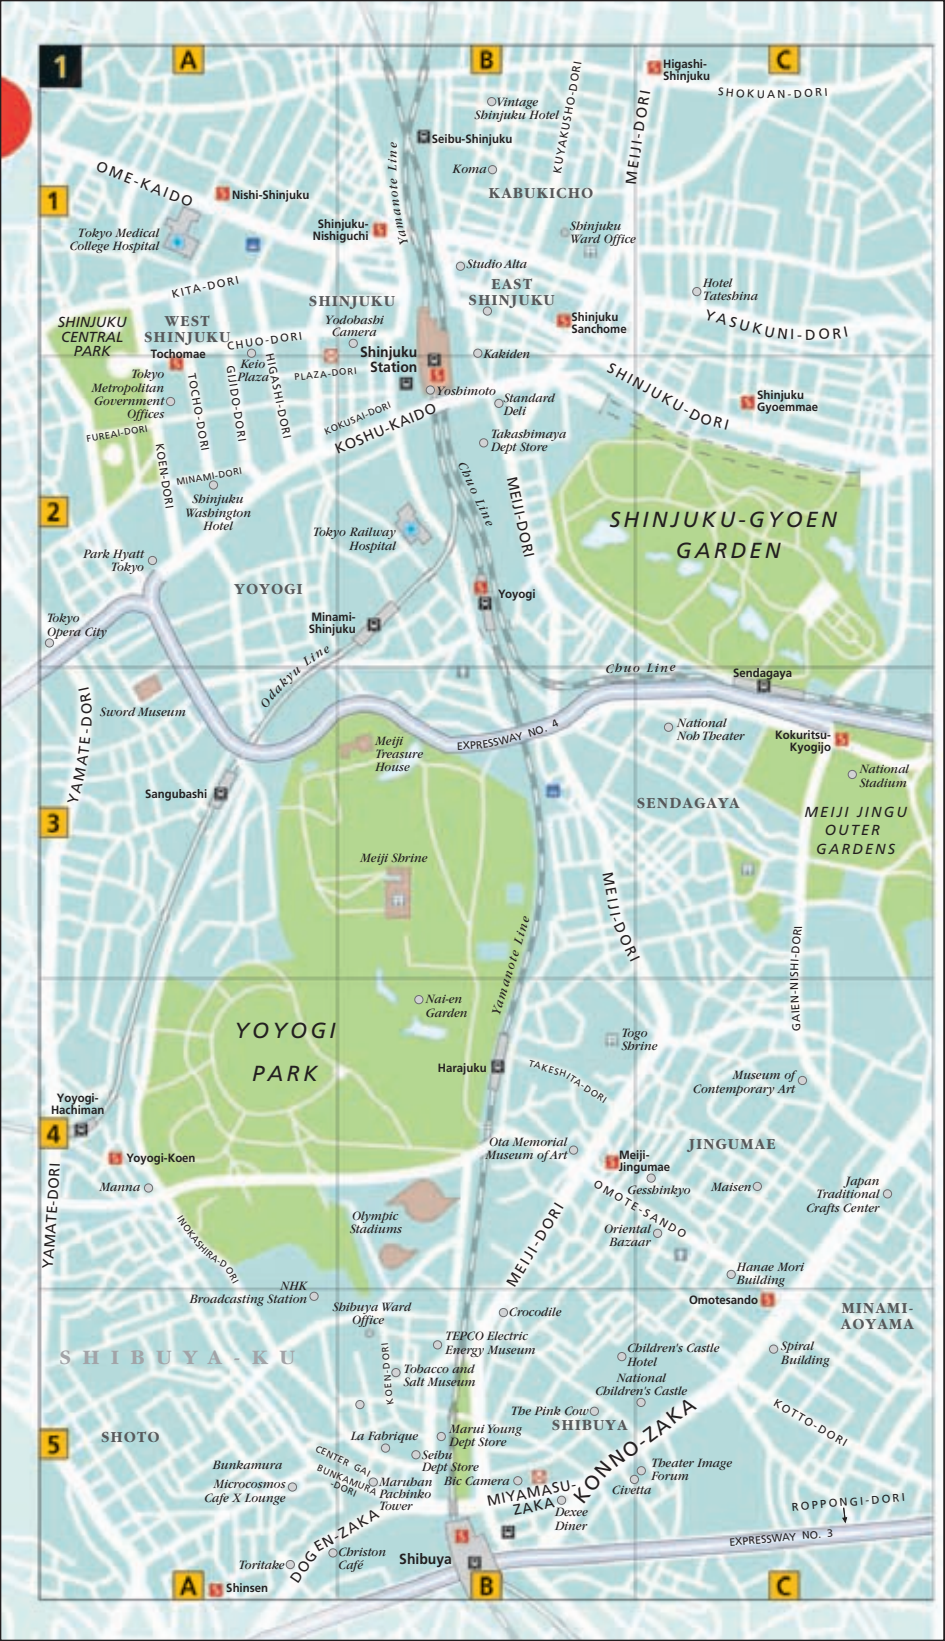 1
A
B
C
Higashi-
Shinjuku
SHOKUAN-DORI
Vintage
Shinjuku Hotel
KUYAKUSHO-DORI
MEIJI-DORI
Seibu-Shinjuku
Yamanote Line
Koma
KABUKICHO
OME-KAIDO
1
Nishi-Shinjuku
Shinjuku-
Nishiguchi
Tokyo Medical
College Hospital
Shinjuku
Ward Office
Studio Alta
EAST
SHINJUKU
Hotel
Tateshina
KITA-DORI
SHINJUKU
YASUKUNI-DORI
Shinjuku
Sanchome
SHINJUKU
CENTRAL
PARK
WEST
SHINJUKU
Yodobashi
Camera
CHUO-DORI
Tochomae
Keio
Plaza
HIGASHI-DORI
Shinjuku
Station
Kakiden
PLAZA-DORI
SHINJUKU-DORI
Tokyo
Metropolitan
Government
Offices
TOCHO-DORI
GIJIDO-DORI
Yoshimoto
Standard
Deli
Shinjuku
Gyoemmae
KOKUSAI-DORI
KOSHU-KAIDO
FUREAI-DORI
KOEN-DORI
Takashimaya
Dept Store
MINAMI-DORI
Chuo Line
MEIJI-DORI
Shinjuku
Washington
Hotel
2
SHINJUKU-GYOEN
GARDEN
Tokyo Railway
Hospital
Park Hyatt
Tokyo
YOYOGI
Yoyogi
Minami-
Shinjuku
Tokyo
Opera City
Odakyu Line
Chuo Line
Sendagaya
YAMATE-DORI
Sword Museum
EXPRESSWAY NO. 4
National
Noh Theater
Kokuritsu-
Kyogijo
Meiji
Treasure
House
National
Stadium
Sangubashi
SENDAGAYA
MEIJI JINGU
OUTER
GARDENS
3
Meiji Shrine
MEIJI-DORI
Yamanote Line
GAIEN-NISHI-DORI
Nai-en
Garden
YOYOGI
PARK
Togo
Shrine
Harajuku
TAKESHITA-DORI
Museum of
Contemporary Art
Yoyogi-
Hachiman
4
Ota Memorial
Museum of Art
JINGUMAE
Yoyogi-Koen
Meiji-
Jingumae
YAMATE-DORI
Manna
Gesshinkyo
Maisen
Japan
Traditional
Crafts Center
OMOTE-SANDO
Olympic
Stadiums
INOKASHIRA-DORI
MEIJI-DORI
Oriental
Bazaar
Hanae Mori
Building
NHK
Broadcasting Station
Omotesando
Shibuya Ward
Office
Crocodile
MINAMI-
AOYAMA
TEPCO Electric
Energy Museum
SHIBUYA-KU
KOEN-DORI
Children's Castle
Hotel
Spiral
Building
Tobacco and
Salt Museum
National
Children's Castle
The Pink Cow
KONNO-ZAKA
KOTTO-DORI
SHIBUYA
5
SHOTO
La Fabrique
Marui Young
Dept Store
CENTER GAI
Seibu
Dept Store
Bunkamura
BUNKAMURA
-DORI
Theater Image
Forum
Microcosmos
Cafe X Lounge
Maruhan
Pachinko
Tower
Bic Camera
MIYAMASU-
ZAKA
Civetta
Dexee
Diner
ROPPONGI-DORI
DOGEN-ZAKA
EXPRESSWAY NO. 3
Christon
Café
Toritake
Shibuya
Shinsen
A
B
C